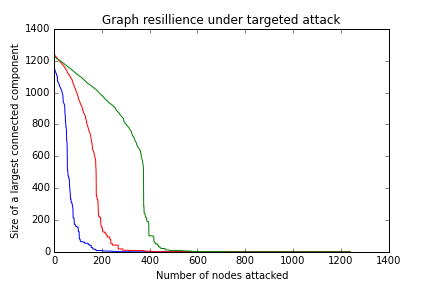 Graph resillience under targeted attack
Size of a largest connected component
1400
1200
1000
800
600
400
200
0
0 200 400 600 800 1000 1200 1400
Number of nodes attacked